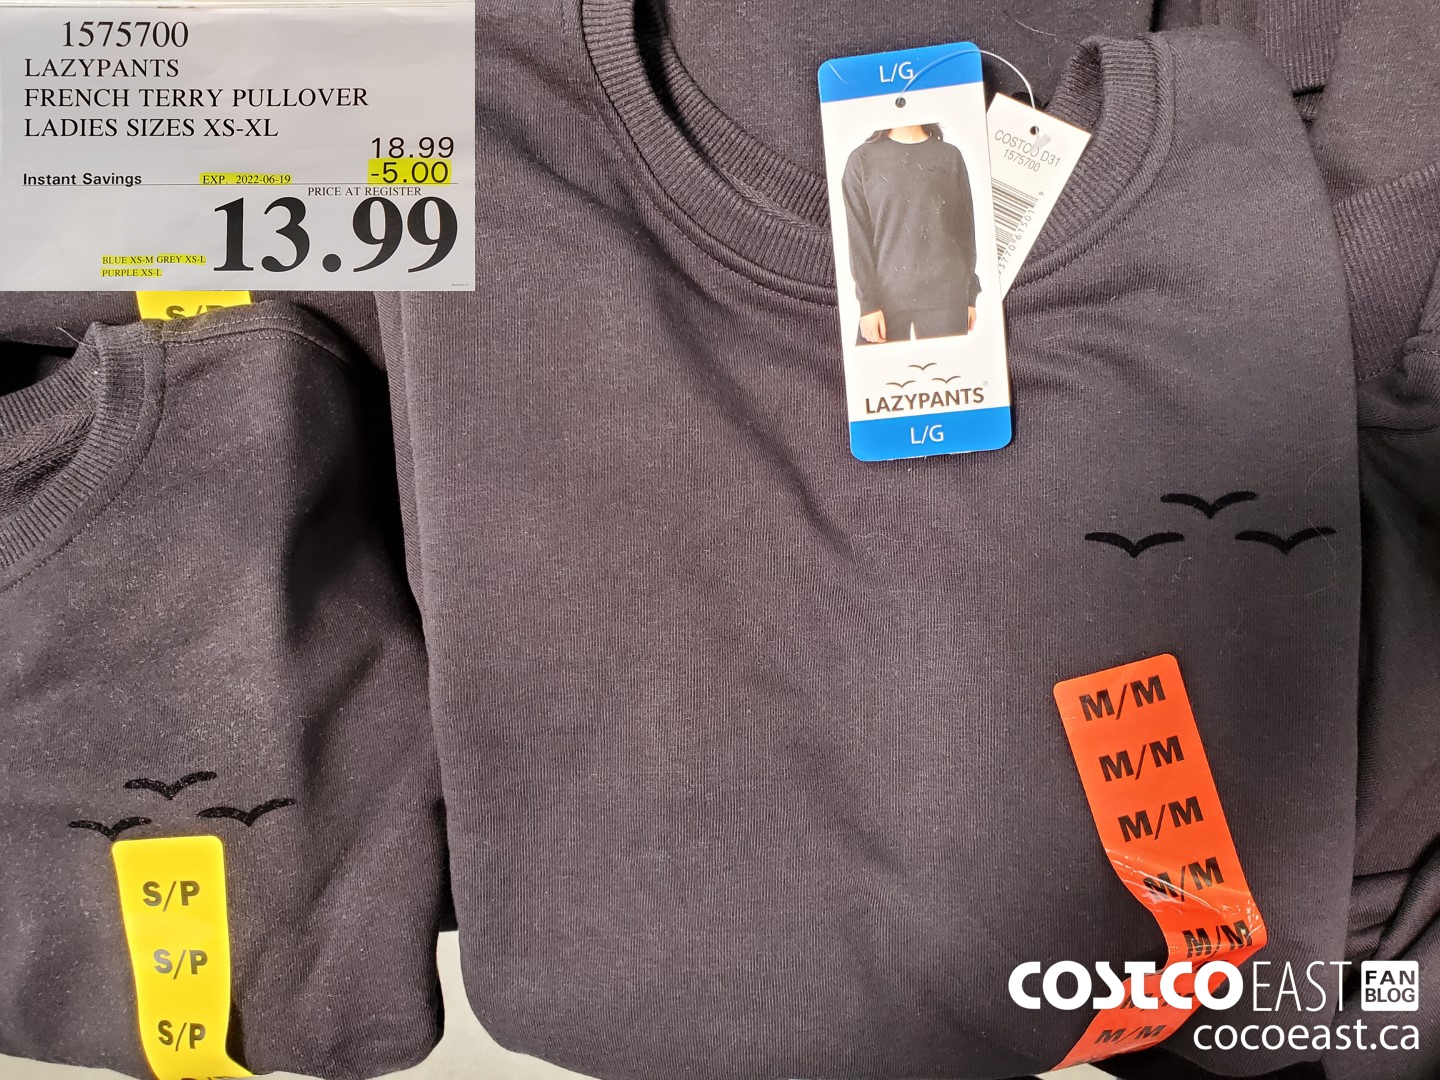 1575700
LAZYPANTS
FRENCH TERRY PULLOVER
LADIES SIZES XS-XL
18.99
Instant Savings EXP. 2022-06-19 -5.00
PRICE AT REGISTER
13.99
BLUE XS-M GREY XS-L
PURPLE XS-L
L/G
COSTCO D31
1575700
LAZYPANTS
L/G
S/P
S/P
S/P
S/P
M/M
M/M
M/M
M/M
M/M
M/M
COSTCO EAST FAN BLOG
cocoeast.ca